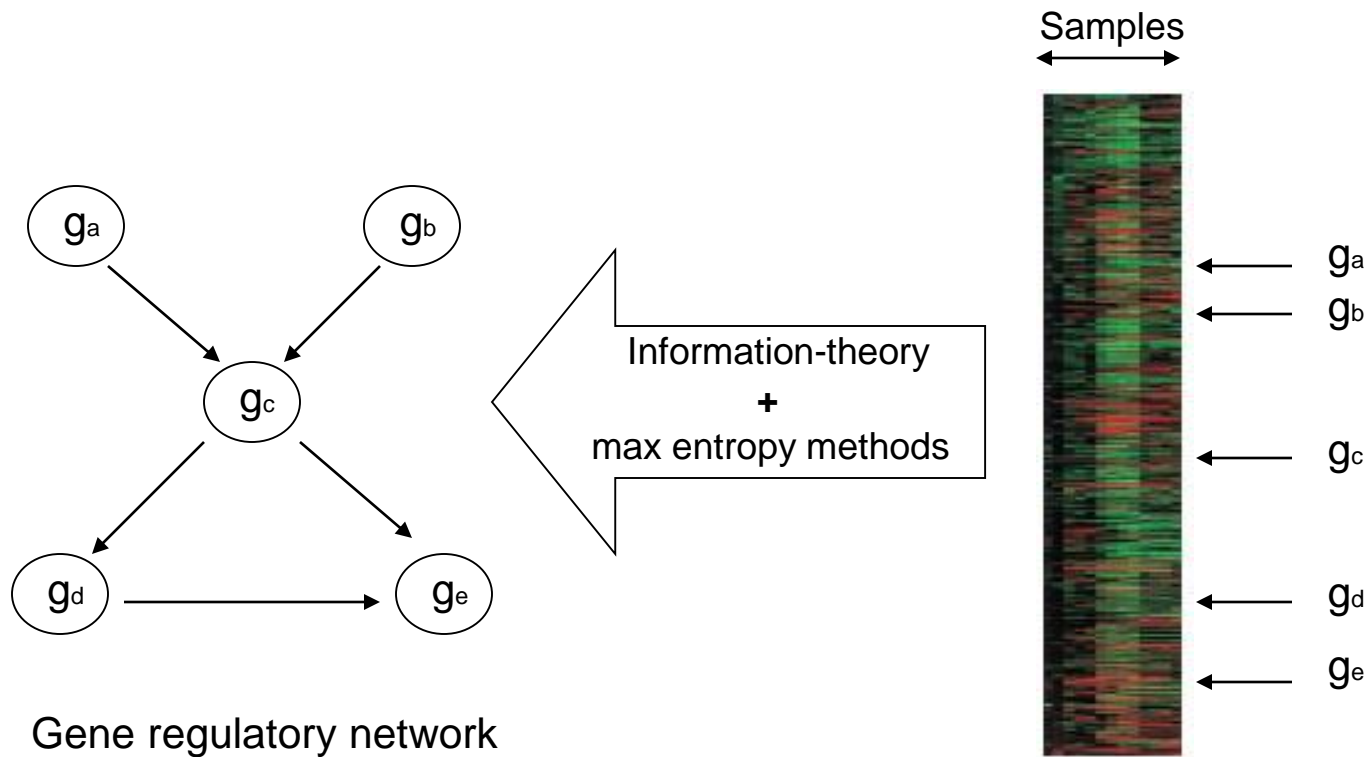 Samples
ga
gb
gc
gd
ge
Gene regulatory network
Information-theory
+
max entropy methods
ga
gb
gc
gd
ge